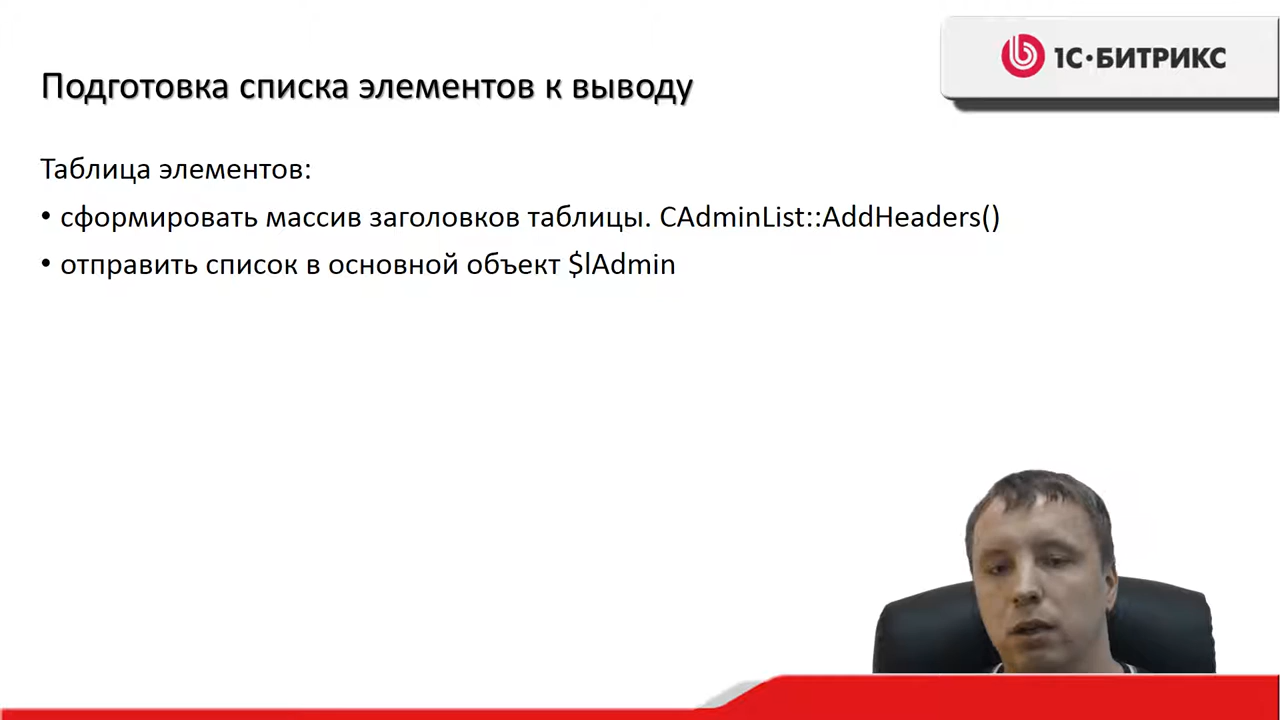 1С·БИТРИКС
Подготовка списка элементов к выводу
Таблица элементов:
• сформировать массив заголовков таблицы. CAdminList::AddHeaders()
• отправить список в основной объект $lAdmin